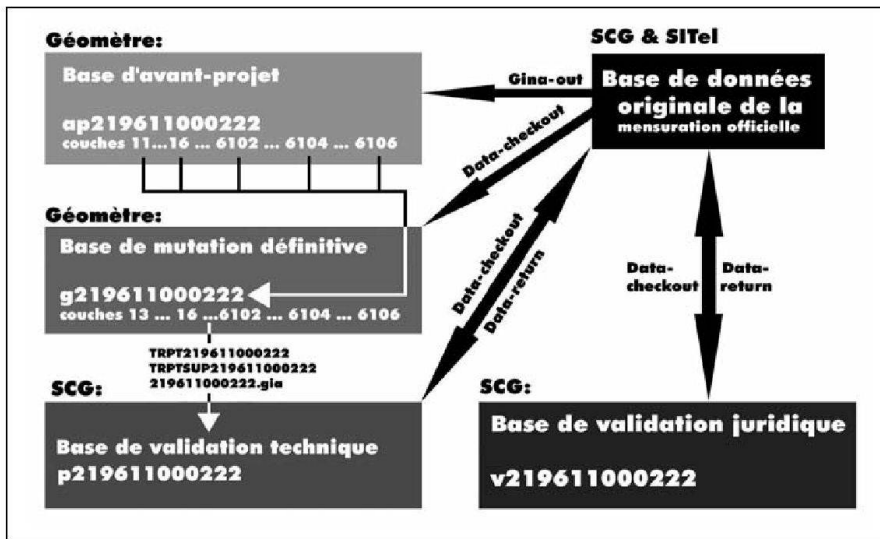 Géomètre:
Base d'avant-projet
ap219611000222
couches 11...16 ... 6102 ... 6104 ... 6106
SCG & SITel
Base de données
originale de la
mensuration officielle
Gina-out
Data-checkout
Géomètre:
Base de mutation définitive
g219611000222
couches 13 ... 16 ...6102 ... 6104 ... 6106
Data-checkout
Data-return
Data-
checkout
Data-
return
TRPT219611000222
TRPTSUP219611000222
219611000222.gia
SCG:
Base de validation technique
p219611000222
SCG:
Base de validation juridique
v219611000222